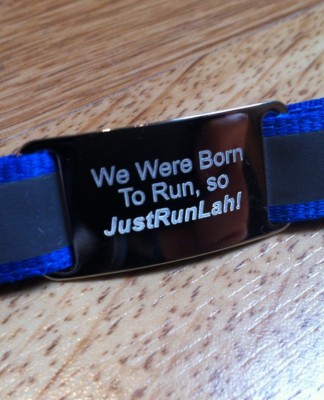 We Were Born
To Run, so
JustRunLah!